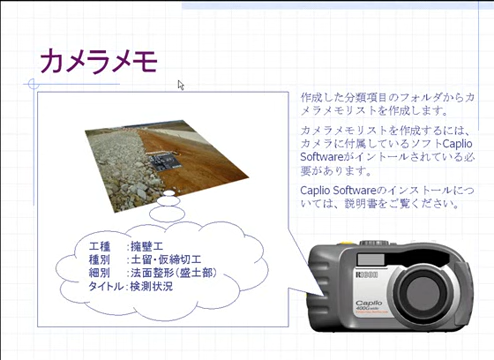 カメラメモ
作成した分類項目のフォルダからカ
メラメモリストを作成します。
カメラメモリストを作成するには、
カメラに付属しているソフトCaplio
Softwareがイントールされている必
要があります。
Caplio Softwareのインストールにつ
いては、説明書をご覧ください。
工種　：擁壁工
種別　：土留・仮締切工
細別　：法面整形（盛土部）
タイトル：検測状況
RICOH
Caplio